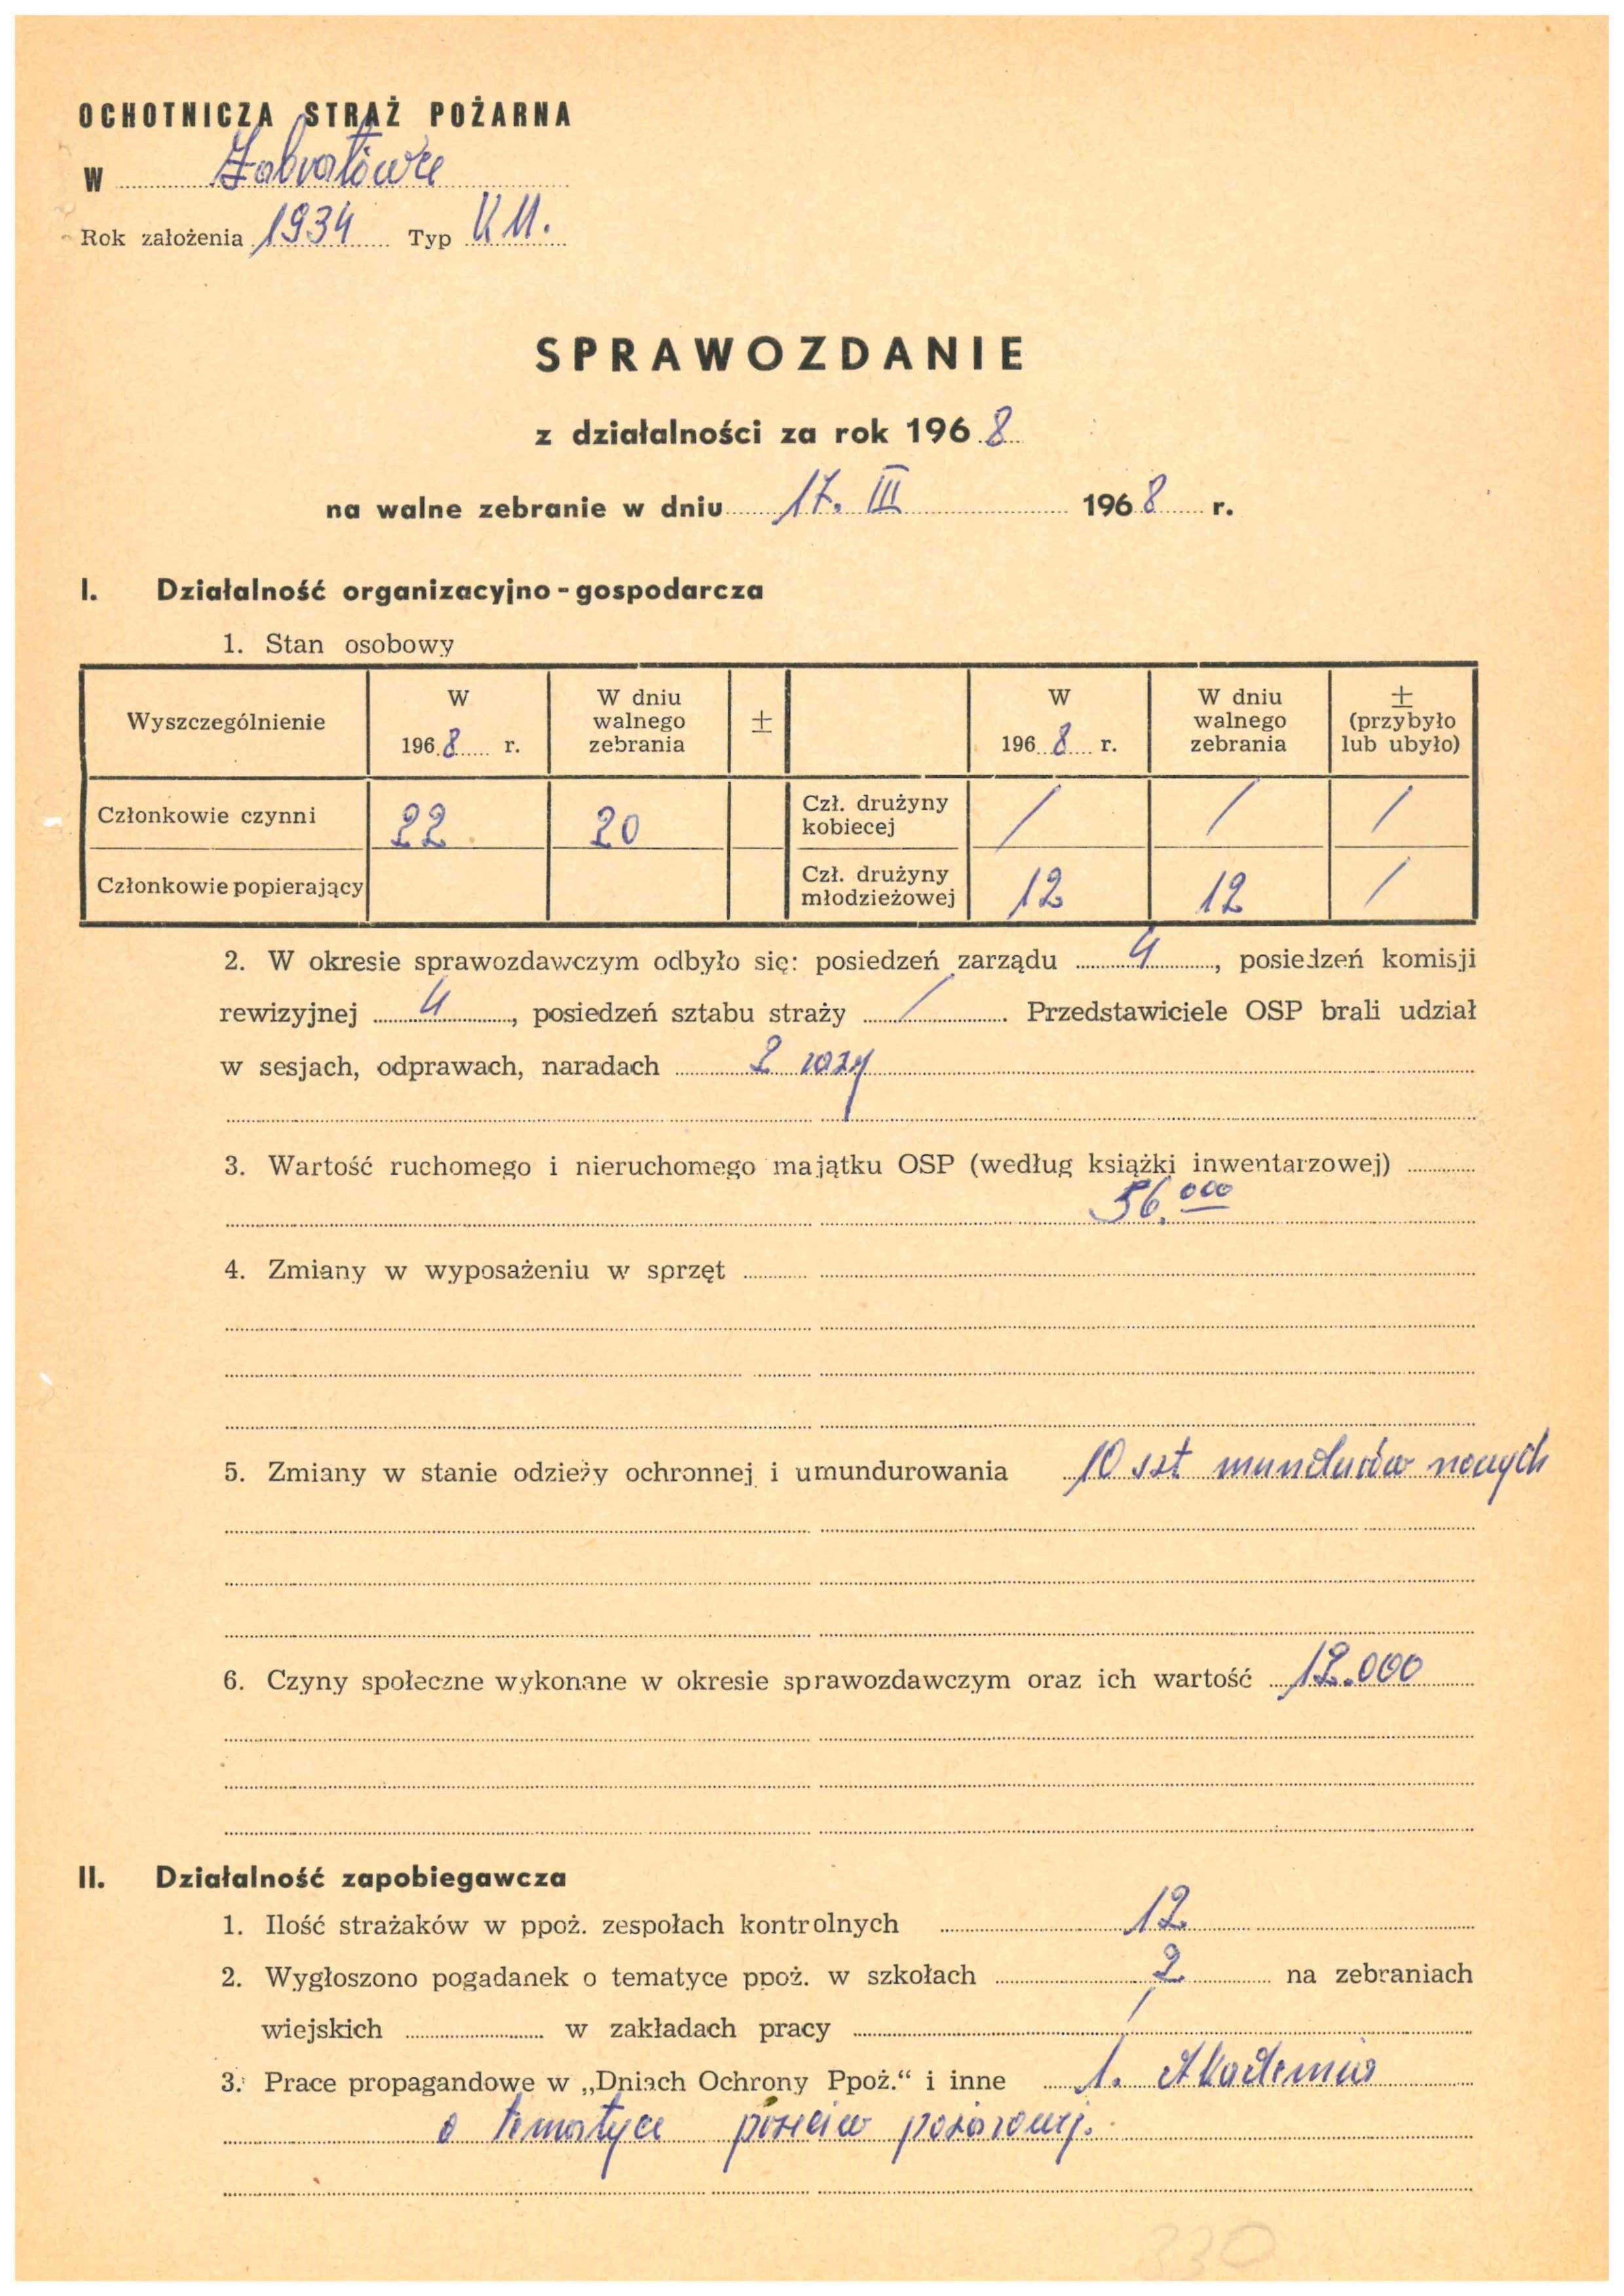 OCHOTNICZA STRAŻ POŻARNA
W Zabratówce
Rok założenia 1934 Typ M.
SPRAWOZDANIE
z działalności za rok 1968
na walne zebranie w dniu 17. III 1968 r.
I. Działalność organizacyjno-gospodarcza
1. Stan osobowy
Wyszczególnienie W 1968 r. W dniu walnego zebrania ± W 1968 r. W dniu walnego zebrania ± (przybyło lub ubyło)
Członkowie czynni 22 20 Czł. drużyny kobiecej / / /
Członkowie popierający Czł. drużyny młodzieżowej 12 12 /
2. W okresie sprawozdawczym odbyło się: posiedzeń zarządu 4, posiedzeń komisji
rewizyjnej 4, posiedzeń sztabu straży /. Przedstawiciele OSP brali udział
w sesjach, odprawach, naradach 2 razy
3. Wartość ruchomego i nieruchomego majątku OSP (według książki inwentarzowej)
56.000
4. Zmiany w wyposażeniu w sprzęt
5. Zmiany w stanie odzieży ochronnej i umundurowania 10 szt mundurów nowych
6. Czyny społeczne wykonane w okresie sprawozdawczym oraz ich wartość 12.000
II. Działalność zapobiegawcza
1. Ilość strażaków w ppoż. zespołach kontrolnych 12
2. Wygłoszono pogadanek o tematyce ppoż. w szkołach 2 na zebraniach
wiejskich w zakładach pracy /
3. Prace propagandowe w „Dniach Ochrony Ppoż.“ i inne 1. Akademia
o tematyce pożarowej.
330